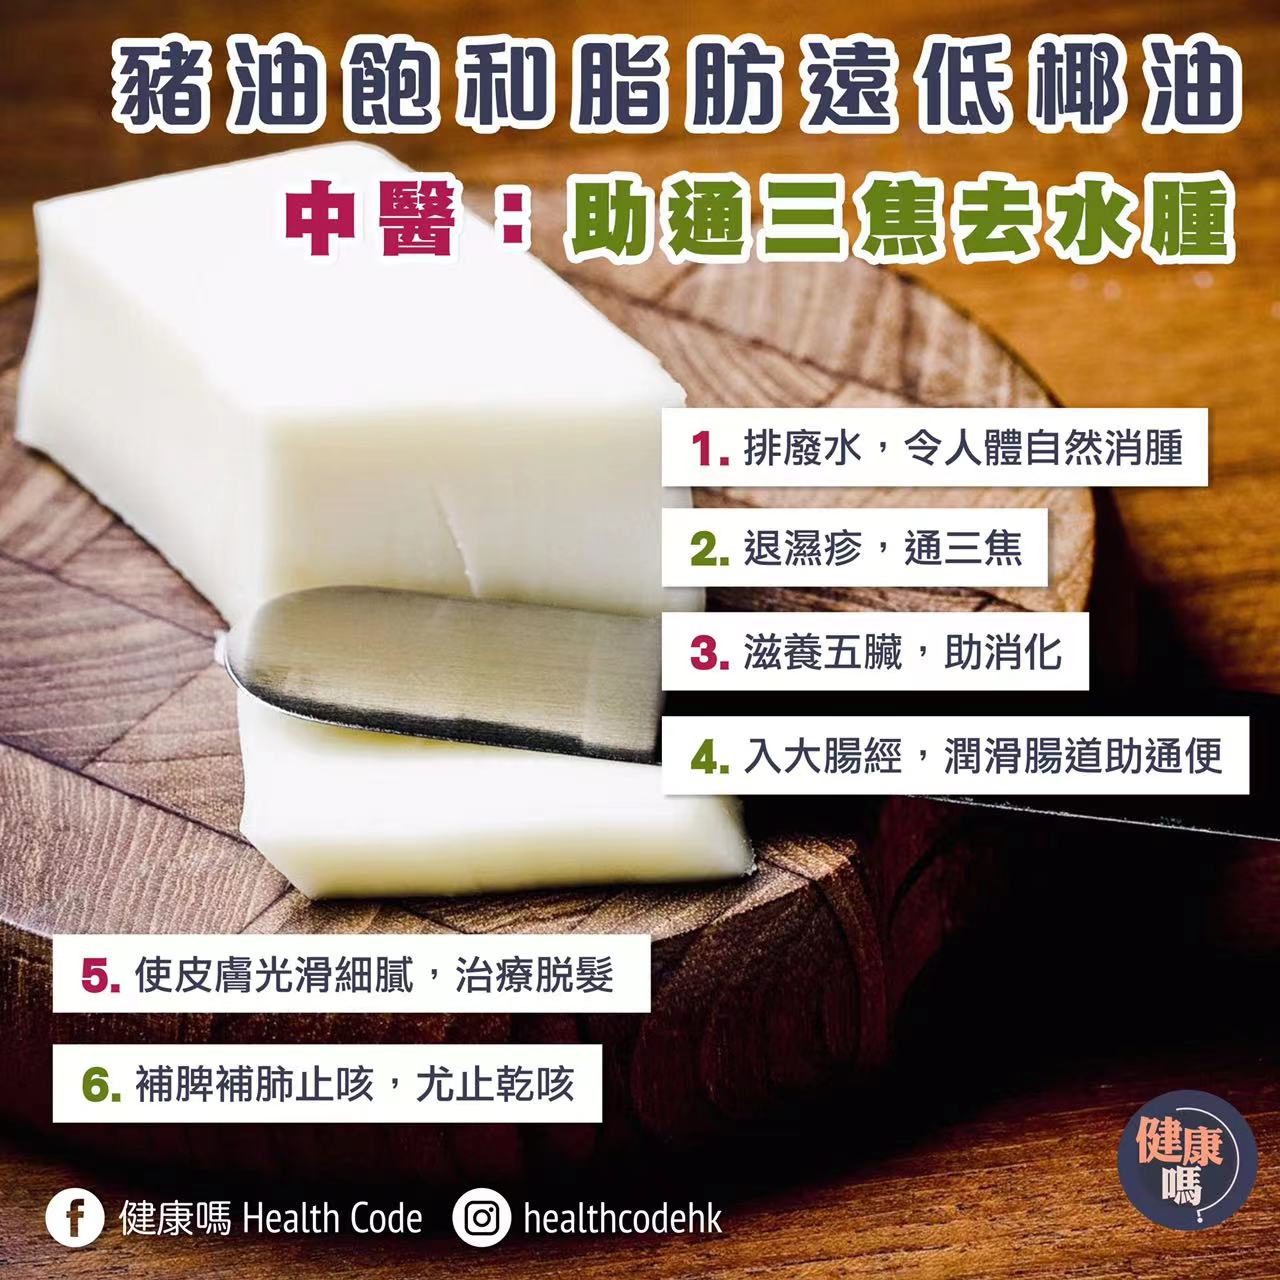 豬油飽和脂肪遠低椰油
中醫：助通三焦去水腫
1. 排廢水，令人體自然消腫
2. 退濕疹，通三焦
3. 滋養五臟，助消化
4. 入大腸經，潤滑腸道助通便
5. 使皮膚光滑細膩，治療脫髮
6. 補脾補肺止咳，尤止乾咳
健康嗎
健康嗎 Health Code healthcodehk